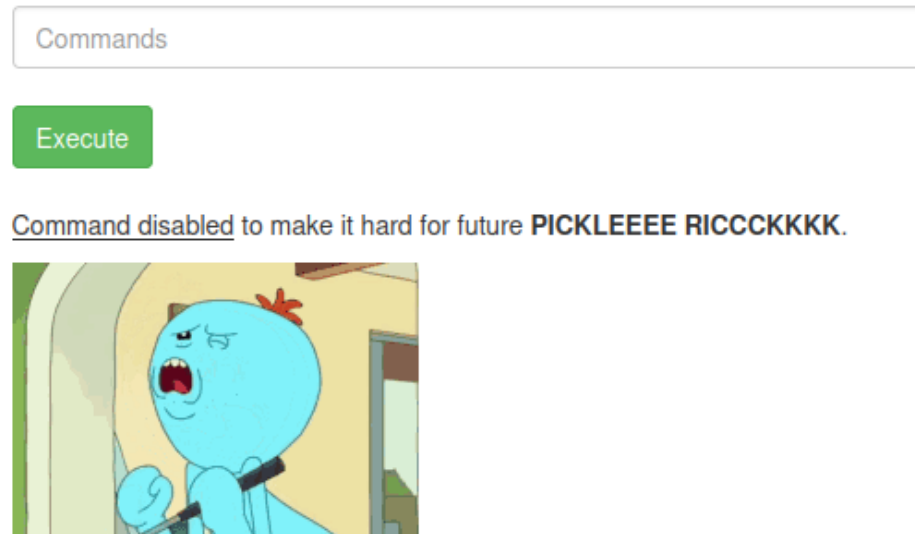 Commands
Execute
Command disabled to make it hard for future PICKLEEEE RICCCKKKK.